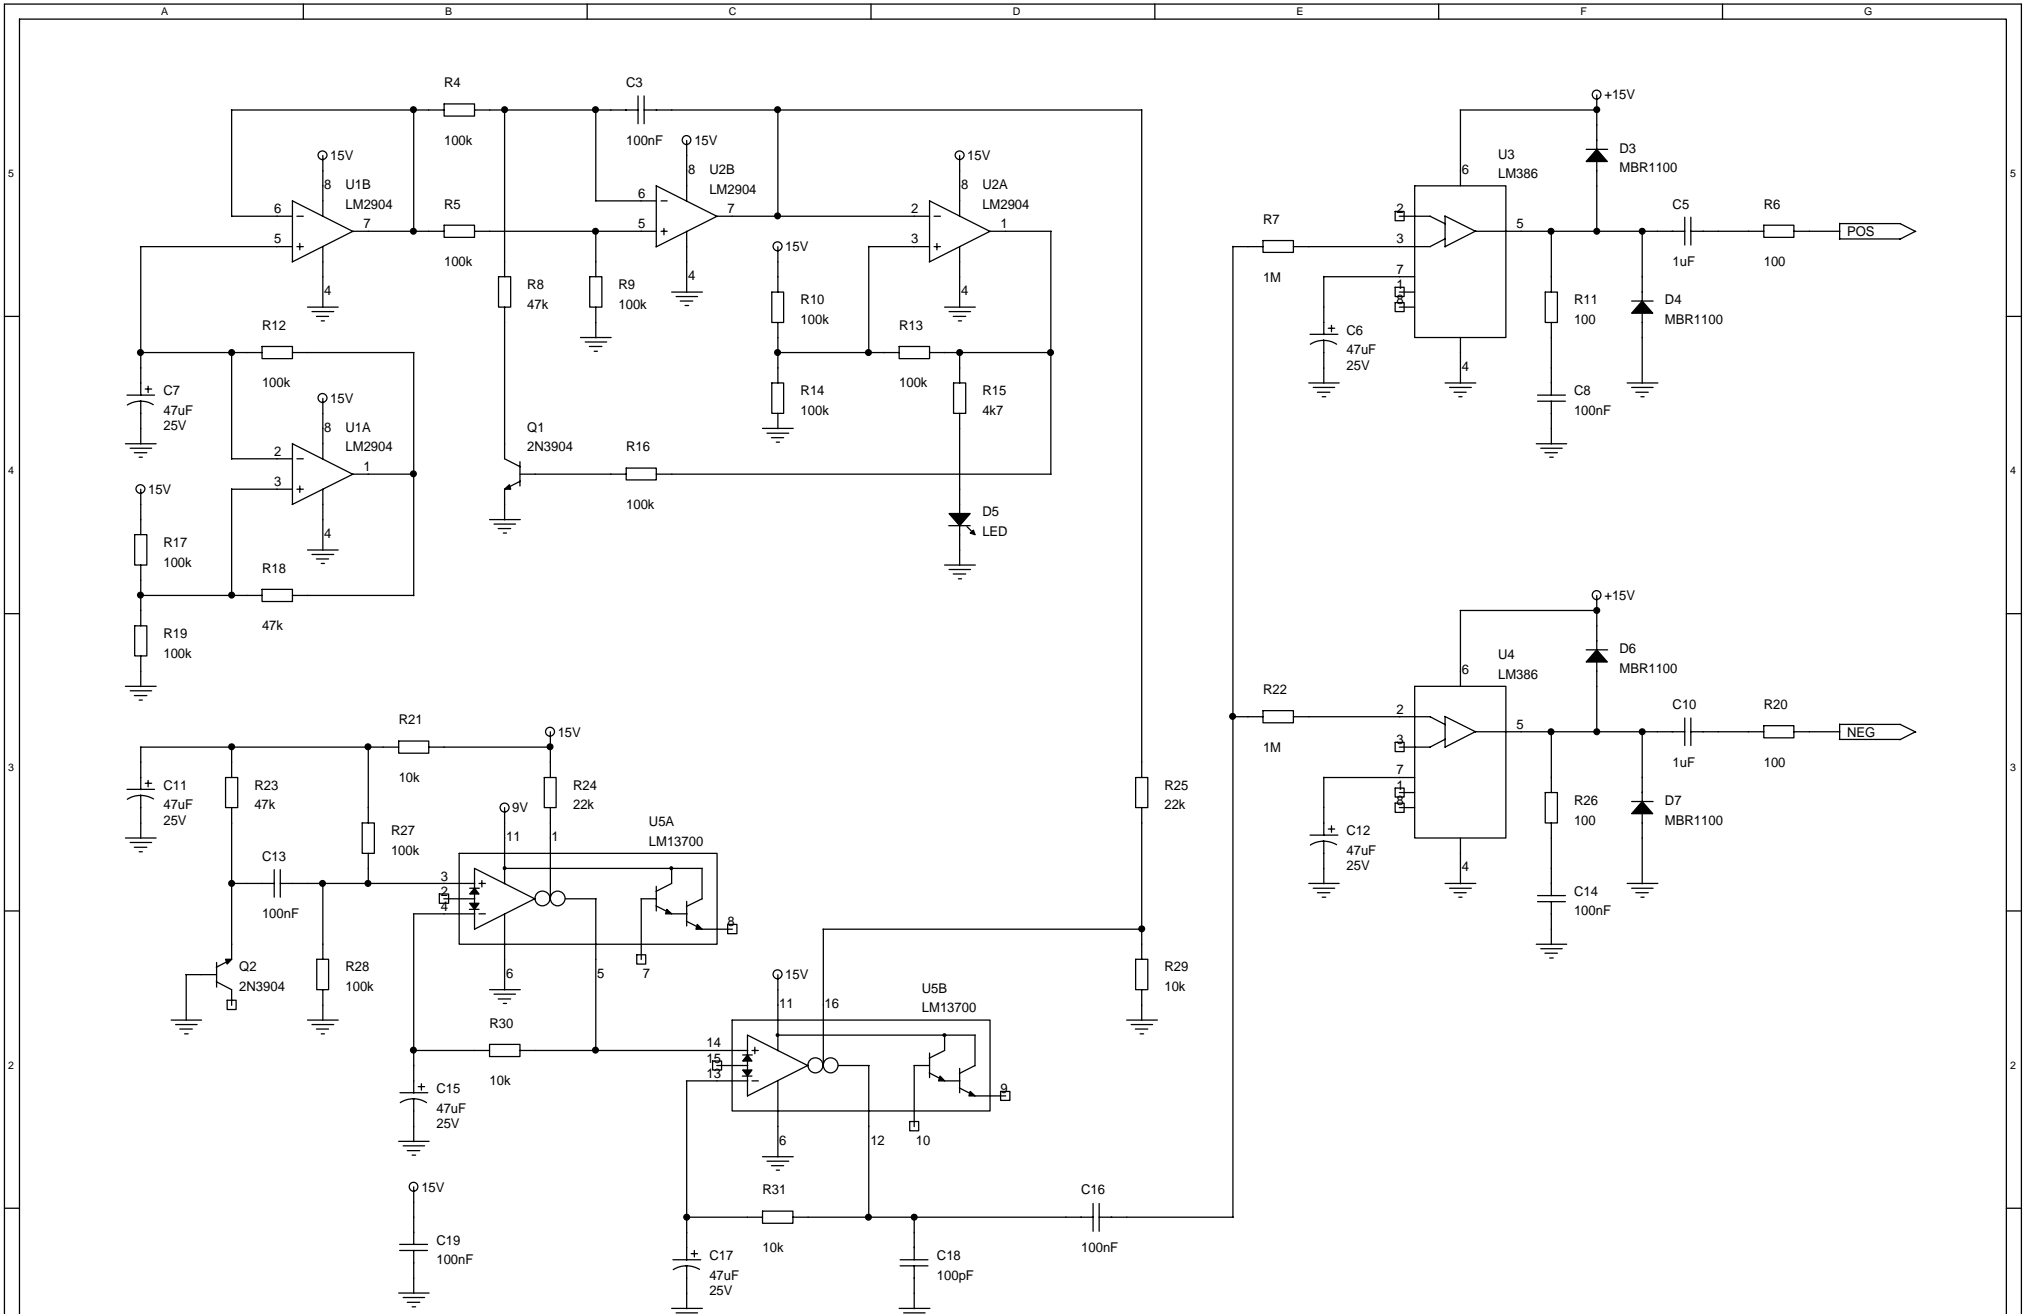 A B C D E F G
R4
100k
C3
100nF
15V
8
U1B
LM2904
6
5
7
4
R5
100k
15V
8
U2B
LM2904
6
5
7
4
15V
8
U2A
LM2904
2
3
1
4
+15V
D3
MBR1100
U3
LM386
6
2
3
7
1
8
5
4
C5
1uF
R6
100
POS
R7
1M
R8
47k
R9
100k
15V
R10
100k
R11
100
D4
MBR1100
C6
47uF
25V
C8
100nF
R12
100k
C7
47uF
25V
15V
8
U1A
LM2904
2
3
1
4
R13
100k
R14
100k
R15
4k7
Q1
2N3904
R16
100k
D5
LED
15V
R17
100k
R18
47k
R19
100k
+15V
D6
MBR1100
U4
LM386
6
2
3
7
1
8
5
4
C10
1uF
R20
100
NEG
R22
1M
R26
100
D7
MBR1100
C12
47uF
25V
C14
100nF
R21
10k
15V
C11
47uF
25V
R23
47k
R24
22k
R25
22k
R27
100k
9V
11
1
U5A
LM13700
3
2
4
6
5
7
8
C13
100nF
Q2
2N3904
R28
100k
R29
10k
15V
11
16
U5B
LM13700
14
15
13
6
12
10
9
R30
10k
C15
47uF
25V
15V
C19
100nF
R31
10k
C17
47uF
25V
C18
100pF
C16
100nF
5
5
4
4
3
3
2
2